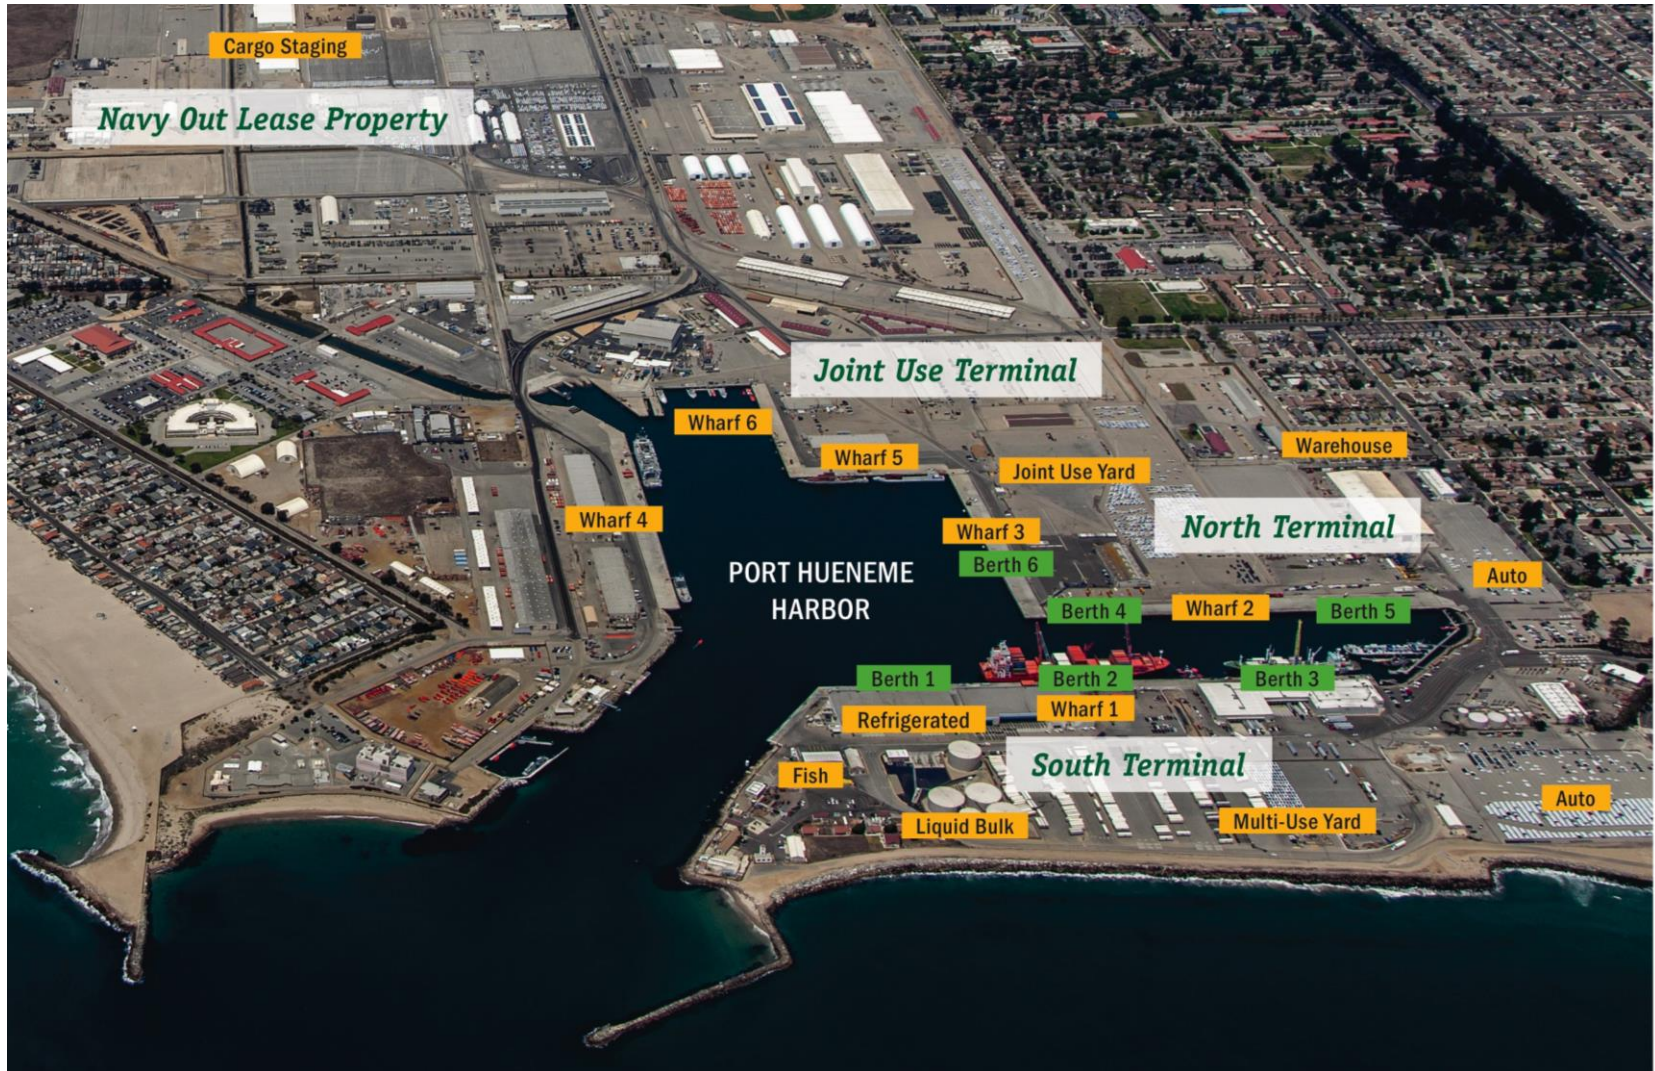 Cargo Staging
Navy Out Lease Property
Joint Use Terminal
Wharf 6
Wharf 5
Warehouse
Joint Use Yard
Wharf 4
North Terminal
Wharf 3
Berth 6
PORT HUENEME
HARBOR
Auto
Berth 4
Wharf 2
Berth 5
Berth 1
Berth 2
Berth 3
Refrigerated
Wharf 1
South Terminal
Fish
Auto
Liquid Bulk
Multi-Use Yard